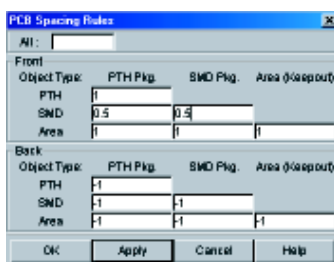 PCB Spacing Rules
All :
Front
Object Type: PTH Pkg. SMD Pkg. Area (Keepout)
PTH 1
SMD 0.5 0.5
Area 1 1 1
Back
Object Type: PTH Pkg. SMD Pkg. Area (Keepout)
PTH -1
SMD -1 -1
Area -1 -1 -1
OK Apply Cancel Help